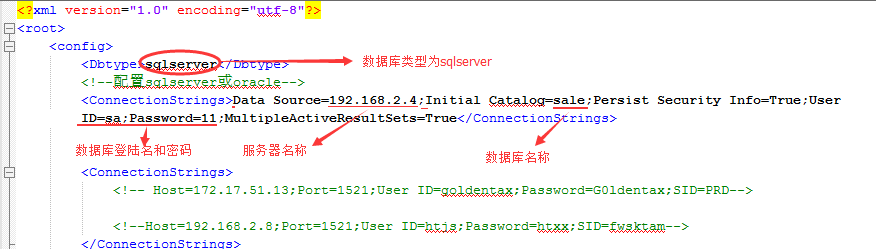 <?xml version="1.0" encoding="utf-8"?>
<root>
<config>
<Dbtype>sqlserver</Dbtype>
数据库类型为sqlserver
<!--配置sqlserver或oracle-->
<ConnectionStrings>Data Source=192.168.2.4;Initial Catalog=sale;Persist Security Info=True;User
ID=sa;Password=11;MultipleActiveResultSets=True</ConnectionStrings>
数据库登陆名和密码
服务器名称
数据库名称
<ConnectionStrings>
<!-- Host=172.17.51.13;Port=1521;User ID=goldentax;Password=G0ldentax;SID=PRD-->
<!--Host=192.168.2.8;Port=1521;User ID=htjs;Password=htxx;SID=fwsktam-->
</ConnectionStrings>